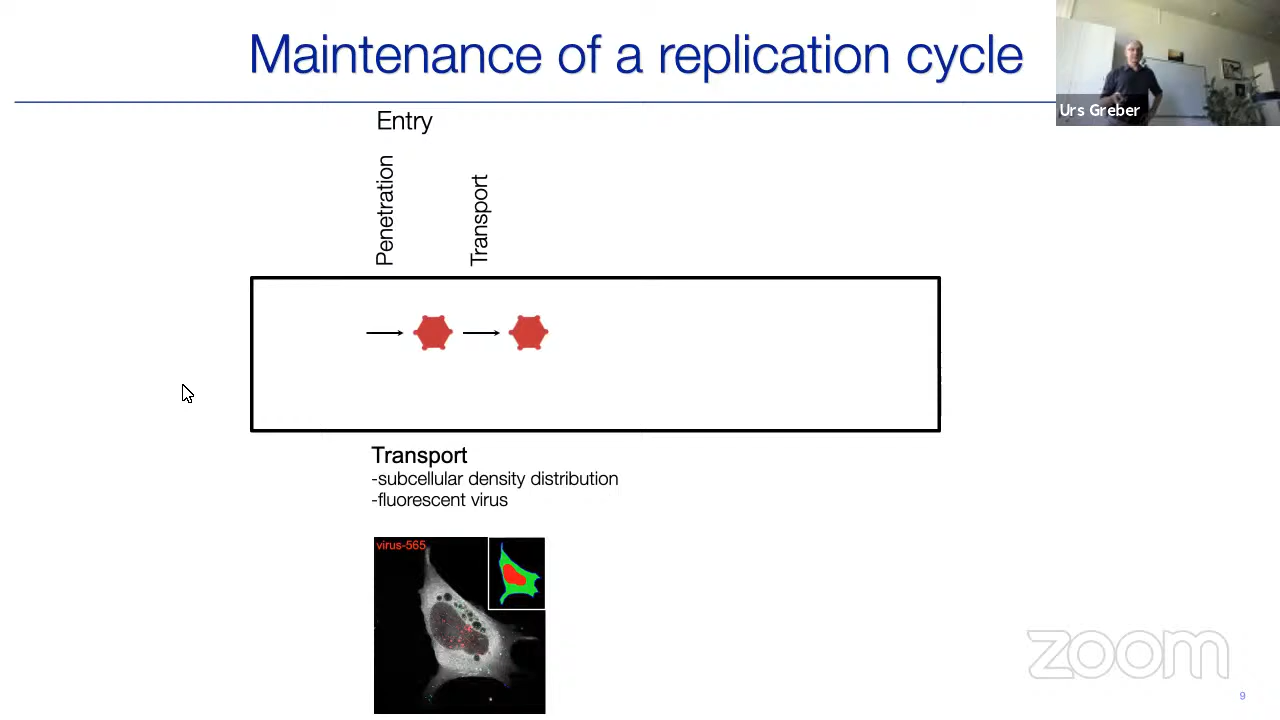 Maintenance of a replication cycle
Urs Greber
Entry
Penetration
Transport
Transport
-subcellular density distribution
-fluorescent virus
virus-565
zoom
9